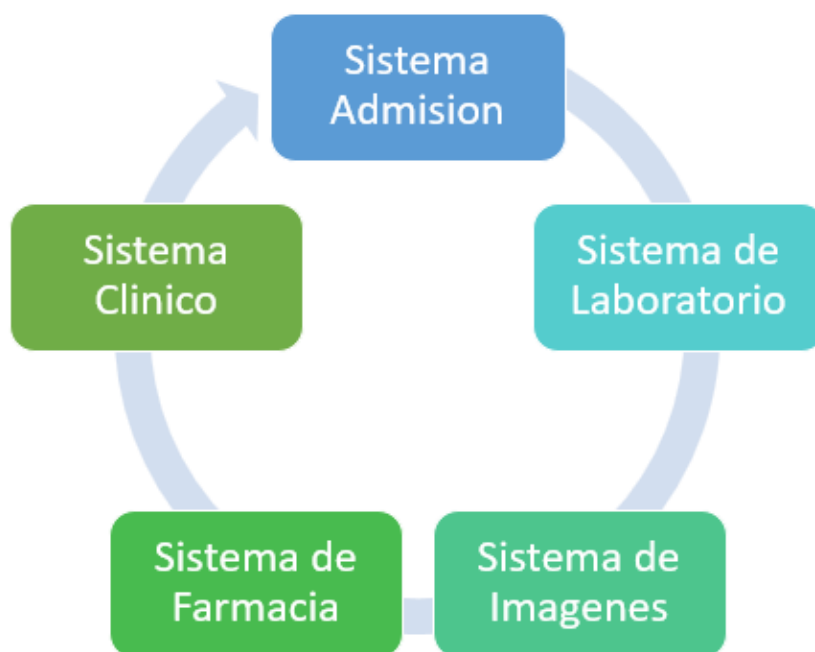 Sistema
Admision
Sistema de
Laboratorio
Sistema de
Imagenes
Sistema de
Farmacia
Sistema
Clinico